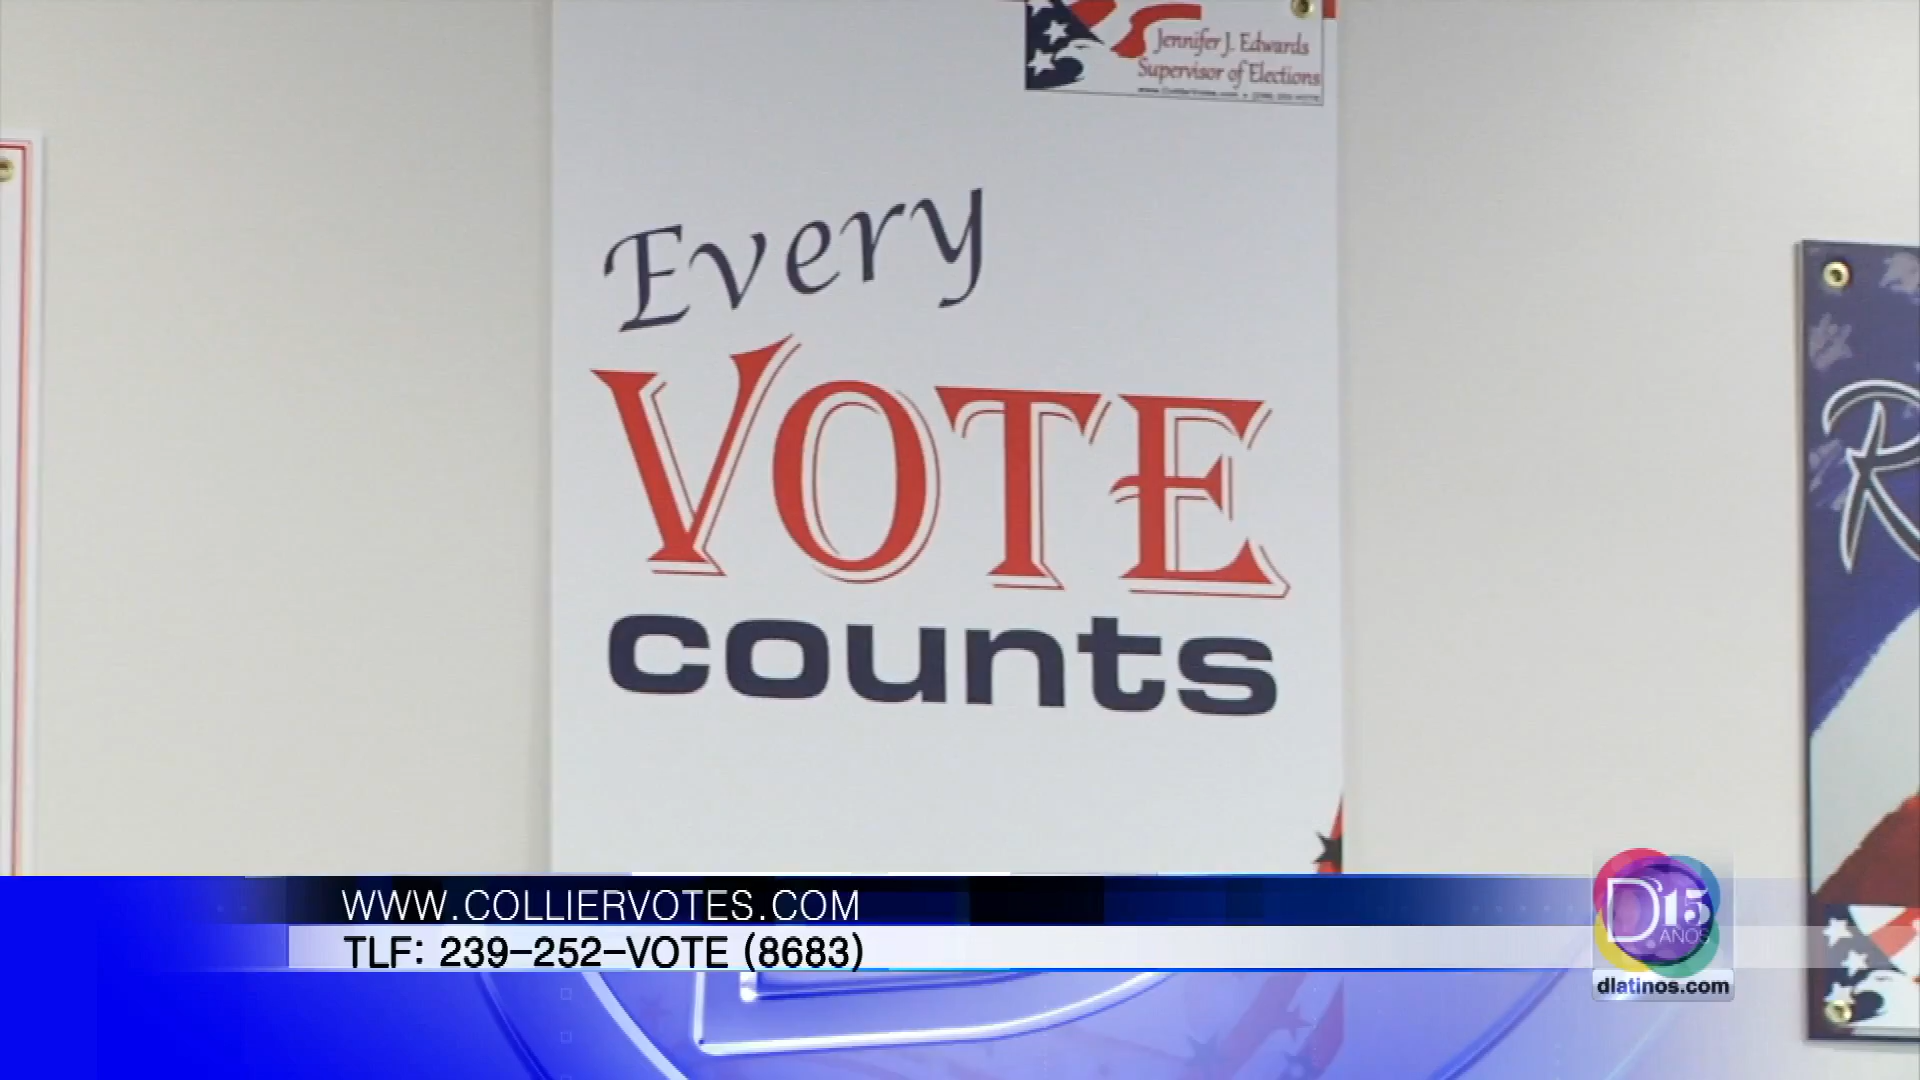 Jennifer J. Edwards
Supervisor of Elections
Every
VOTE
counts
R
WWW.COLLIERVOTES.COM
TLF: 239-252-VOTE (8683)
D 15
AÑOS
dlatinos.com